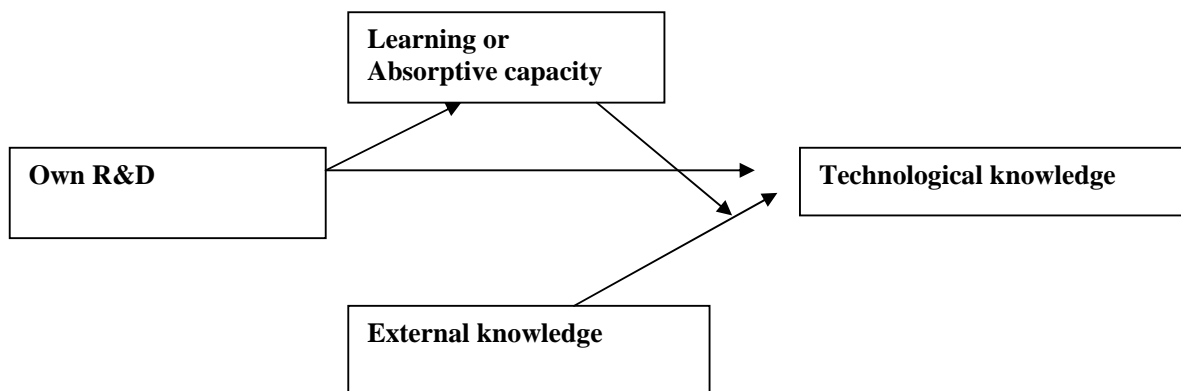 Learning or
Absorptive capacity
Own R&D
Technological knowledge
External knowledge